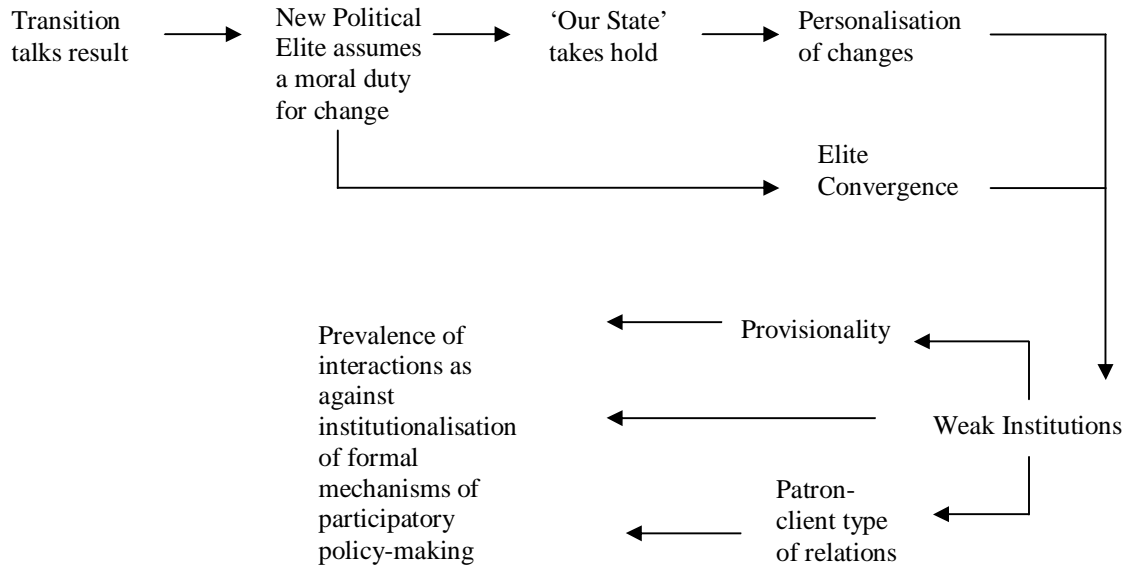 Transition
talks result
New Political
Elite assumes
a moral duty
for change
‘Our State’
takes hold
Personalisation
of changes
Elite
Convergence
Prevalence of
interactions as
against
institutionalisation
of formal
mechanisms of
participatory
policy-making
Provisionality
Weak Institutions
Patron-
client type
of relations